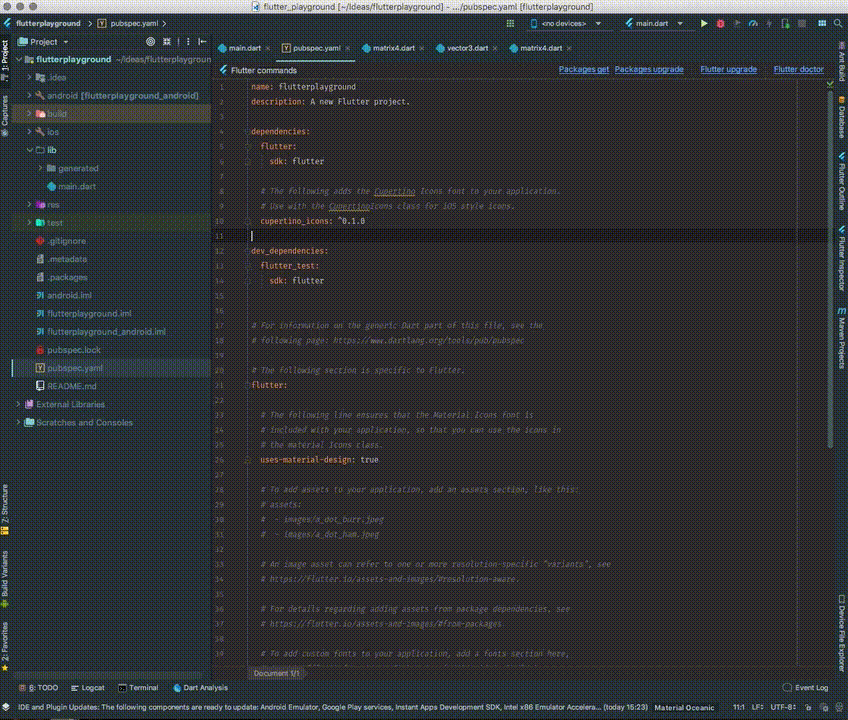 flutter_playground [~/Ideas/flutterplayground] - .../pubspec.yaml
flutterplayground
pubspec.yaml
<no devices>
main.dart
Project
main.dart
pubspec.yaml
matrix4.dart
vector3.dart
matrix4.dart
Flutter commands
Packages get
Packages upgrade
Flutter upgrade
Flutter doctor
1: Project
Captures
7: Structure
Build Variants
2: Favorites
flutterplayground ~/Ideas/flutterplaygroun
.idea
android [flutterplayground_android]
build
ios
lib
generated
main.dart
res
test
.gitignore
.metadata
.packages
android.iml
flutterplayground.iml
flutterplayground_android.iml
pubspec.lock
pubspec.yaml
README.md
External Libraries
Scratches and Consoles
1 name: flutterplayground
2 description: A new Flutter project.
3
4 dependencies:
5 flutter:
6 sdk: flutter
7
8 # The following adds the Cupertino Icons font to your application.
9 # Use with the CupertinoIcons class for iOS style icons.
10 cupertino_icons: ^0.1.0
11
12 dev_dependencies:
13 flutter_test:
14 sdk: flutter
15
16
17 # For information on the generic Dart part of this file, see the
18 # following page: https://www.dartlang.org/tools/pub/pubspec
19
20 # The following section is specific to Flutter.
21 flutter:
22
23 # The following line ensures that the Material Icons font is
24 # included with your application, so that you can use the icons in
25 # the material Icons class.
26 uses-material-design: true
27
28 # To add assets to your application, add an assets section, like this:
29 # assets:
30 # - images/a_dot_burr.jpeg
31 # - images/a_dot_ham.jpeg
32
33 # An image asset can refer to one or more resolution-specific "variants", see
34 # https://flutter.io/assets-and-images/#resolution-aware.
35
36 # For details regarding adding assets from package dependencies, see
37 # https://flutter.io/assets-and-images/#from-packages
38
39 # To add custom fonts to your application, add a fonts section here,
Document 1/1
Ant Build
Database
Flutter Outline
Flutter Inspector
Maven Projects
Device File Explorer
6: TODO
Logcat
Terminal
Dart Analysis
Event Log
IDE and Plugin Updates: The following components are ready to update: Android Emulator, Google Play services, Instant Apps Development SDK, Intel x86 Emulator Accelera... (today 15:23)
Material Oceanic
11:1
LF
UTF-8